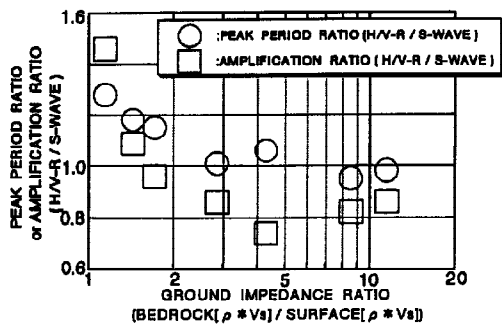 1.6
:PEAK PERIOD RATIO (H/V-R / S-WAVE)
:AMPLIFICATION RATIO (H/V-R / S-WAVE)
PEAK PERIOD RATIO
or AMPLIFICATION RATIO
(H/V-R / S-WAVE)
1.0
0.8
0.6
1 2 5 10 20
GROUND IMPEDANCE RATIO
(BEDROCK[ρ*Vs] / SURFACE[ρ*Vs])